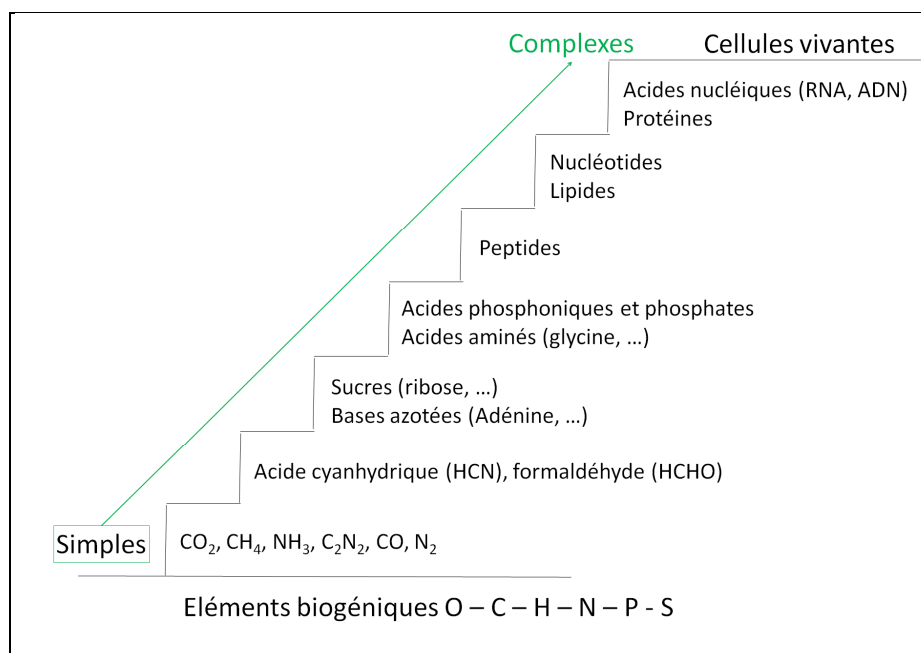 Complexes Cellules vivantes
Acides nucléiques (RNA, ADN)
Protéines
Nucléotides
Lipides
Peptides
Acides phosphoniques et phosphates
Acides aminés (glycine, …)
Sucres (ribose, …)
Bases azotées (Adénine, …)
Acide cyanhydrique (HCN), formaldéhyde (HCHO)
Simples CO₂, CH₄, NH₃, C₂N₂, CO, N₂
Eléments biogéniques O – C – H – N – P - S